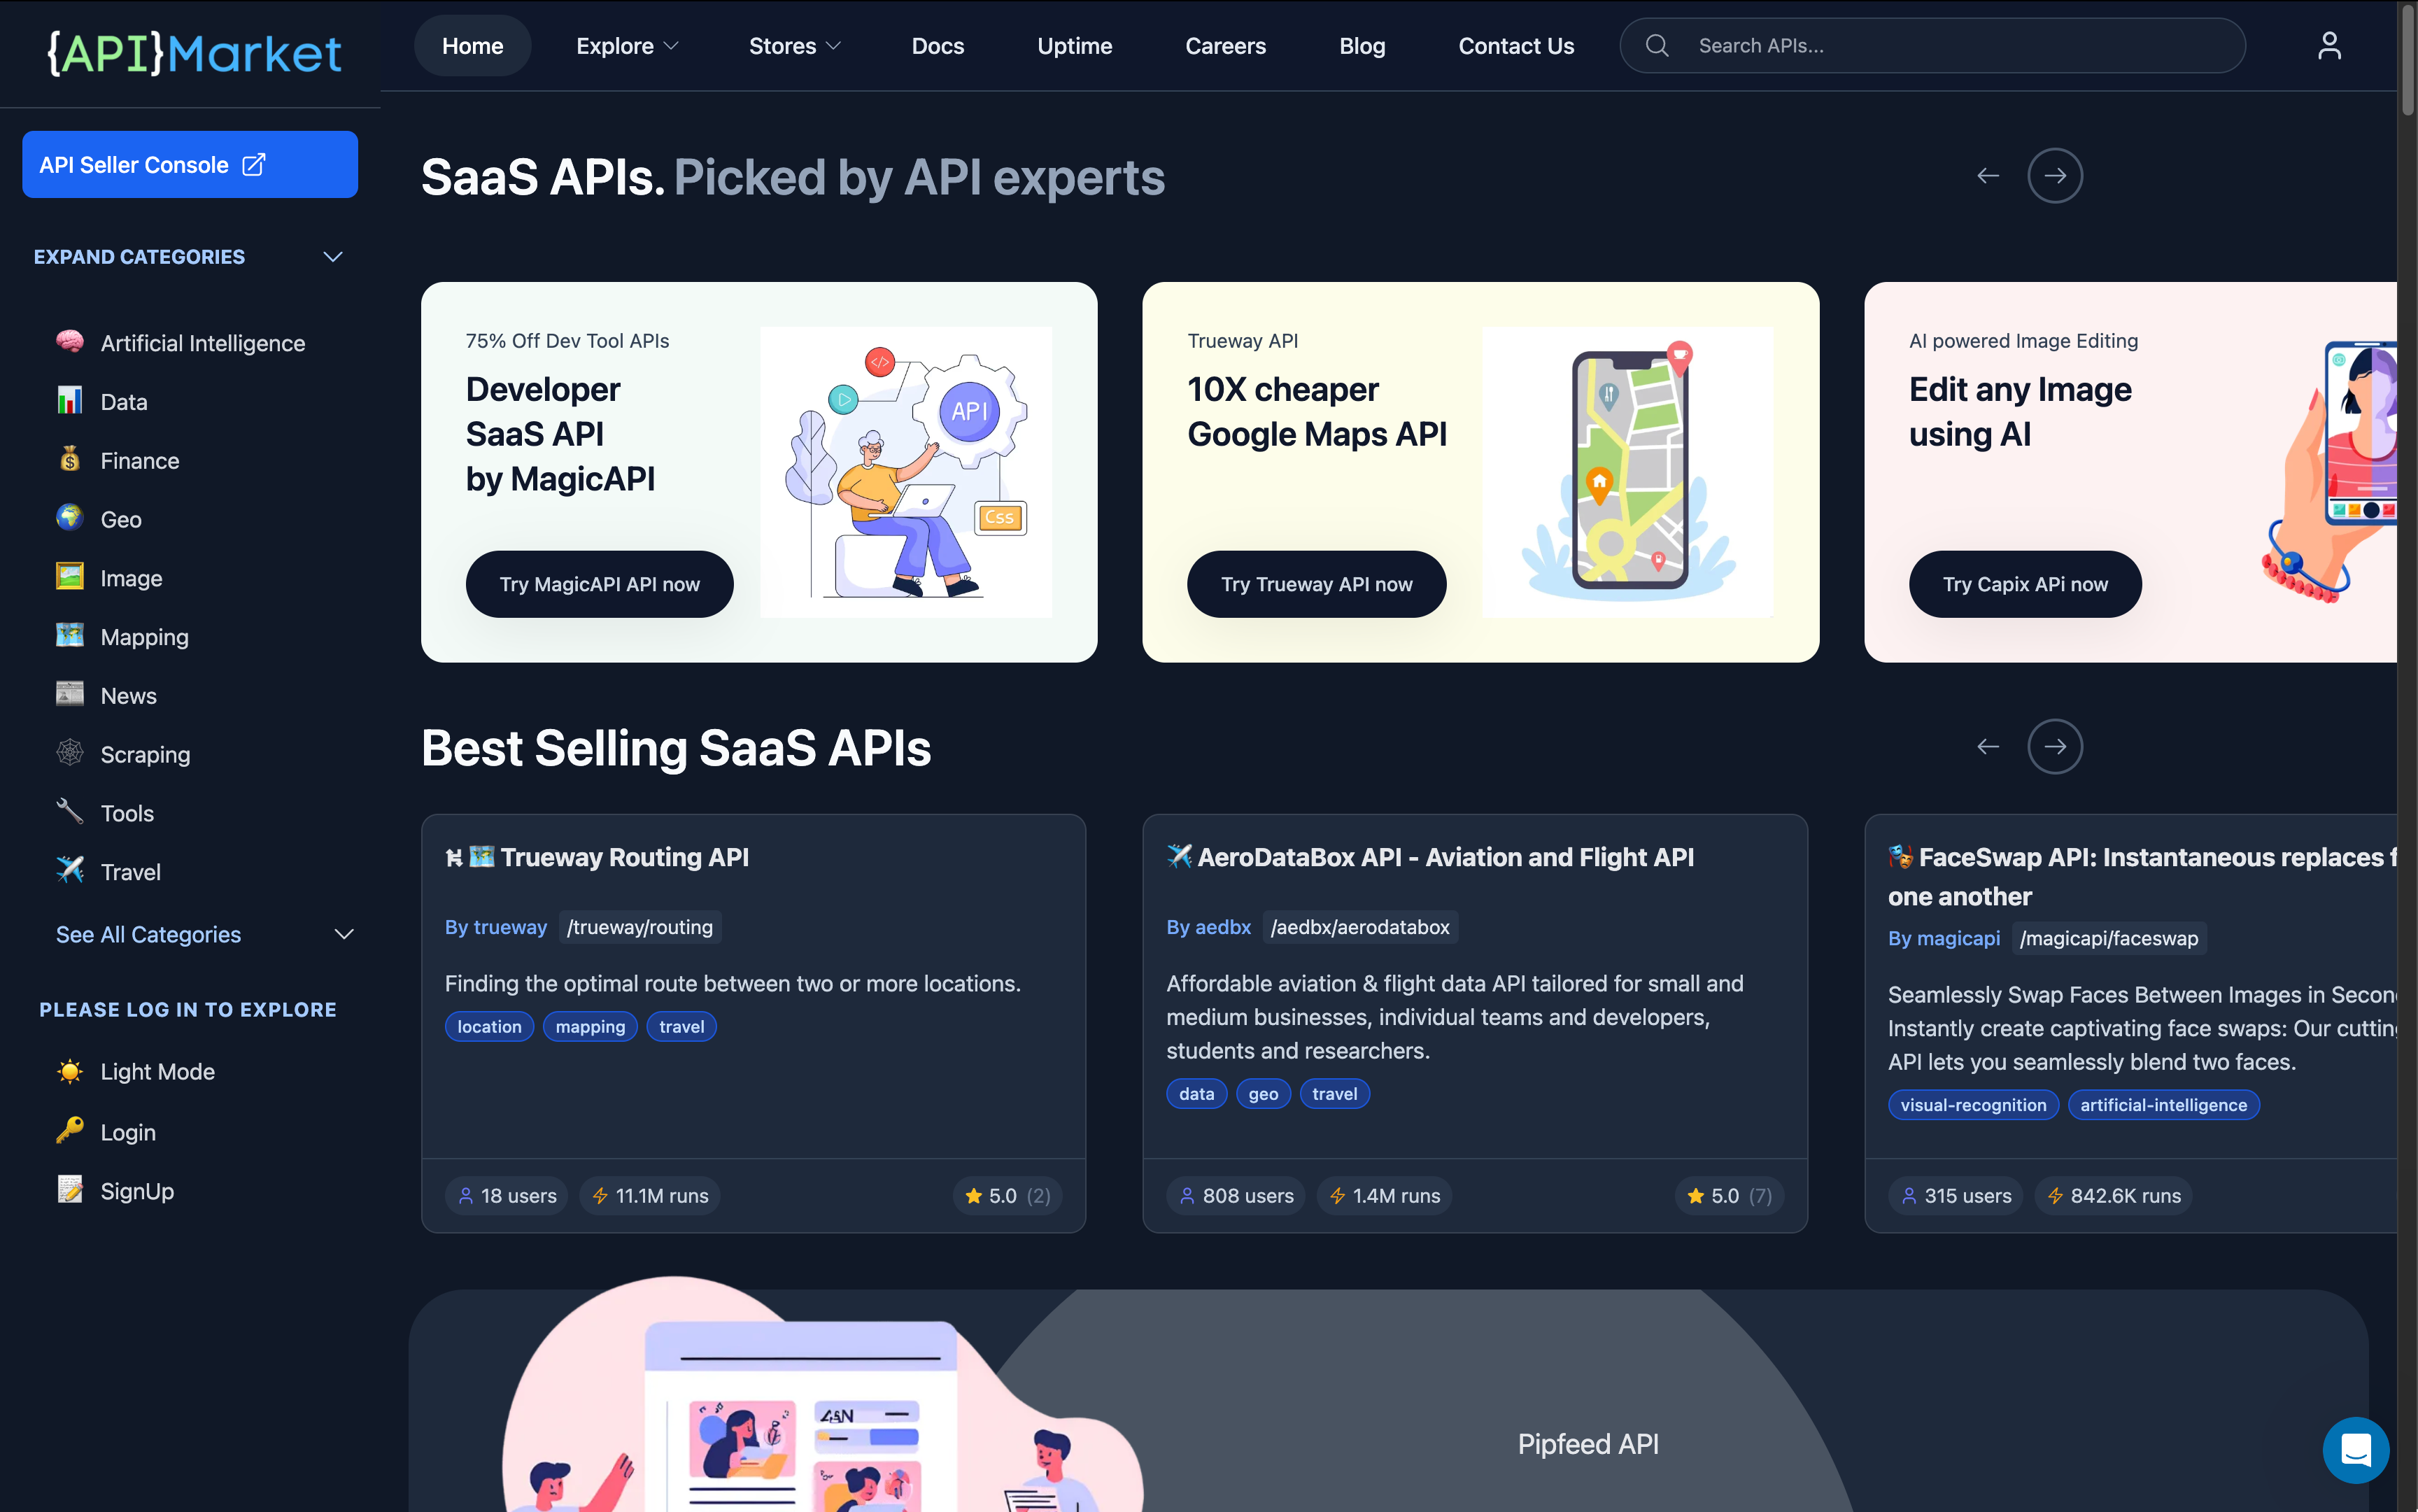 {API}Market
Home
Explore
Stores
Docs
Uptime
Careers
Blog
Contact Us
Search APIs...
API Seller Console
EXPAND CATEGORIES
Artificial Intelligence
Data
Finance
Geo
Image
Mapping
News
Scraping
Tools
Travel
See All Categories
PLEASE LOG IN TO EXPLORE
Light Mode
Login
SignUp
SaaS APIs. Picked by API experts
75% Off Dev Tool APIs
Developer
SaaS API
by MagicAPI
Try MagicAPI API now
</>
API
Css
Trueway API
10X cheaper
Google Maps API
Try Trueway API now
AI powered Image Editing
Edit any Image
using AI
Try Capix APi now
Best Selling SaaS APIs
Trueway Routing API
By trueway /trueway/routing
Finding the optimal route between two or more locations.
location mapping travel
18 users 11.1M runs 5.0 (2)
AeroDataBox API - Aviation and Flight API
By aedbx /aedbx/aerodatabox
Affordable aviation & flight data API tailored for small and
medium businesses, individual teams and developers,
students and researchers.
data geo travel
808 users 1.4M runs 5.0 (7)
FaceSwap API: Instantaneous replaces
one another
By magicapi /magicapi/faceswap
Seamlessly Swap Faces Between Images in
Instantly create captivating face swaps: Our
API lets you seamlessly blend two faces.
visual-recognition artificial-intelligence
315 users 842.6K runs
Pipfeed API